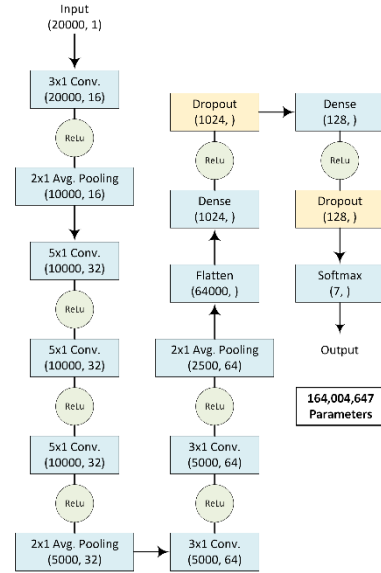 Input
(20000, 1)
3x1 Conv.
(20000, 16)
ReLu
2x1 Avg. Pooling
(10000, 16)
5x1 Conv.
(10000, 32)
ReLu
5x1 Conv.
(10000, 32)
ReLu
5x1 Conv.
(10000, 32)
ReLu
2x1 Avg. Pooling
(5000, 32)
3x1 Conv.
(5000, 64)
ReLu
3x1 Conv.
(5000, 64)
ReLu
2x1 Avg. Pooling
(2500, 64)
Flatten
(64000, )
Dense
(1024, )
ReLu
Dropout
(1024, )
Dense
(128, )
ReLu
Dropout
(128, )
Softmax
(7, )
Output
164,004,647
Parameters